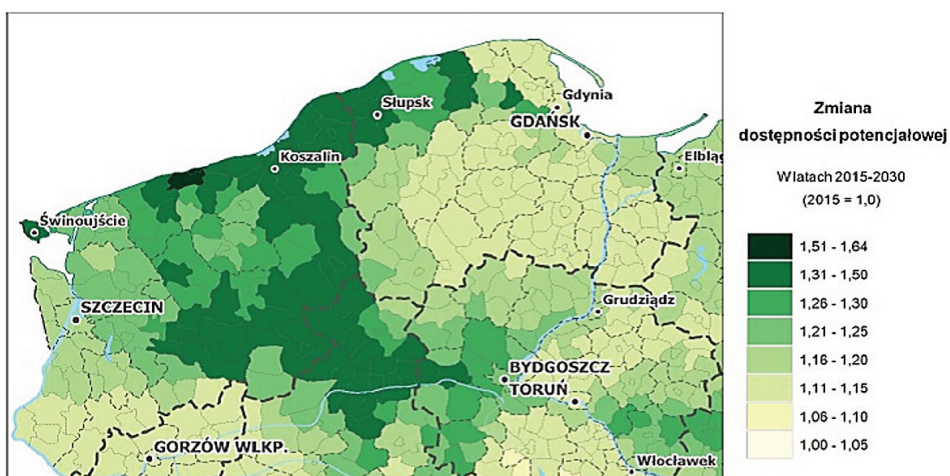 Słupsk
Gdynia
GDAŃSK
Koszalin
Elbląg
Świnoujście
SZCZECIN
Grudziądz
BYDGOSZCZ
TORUŃ
GORZÓW WLKP.
Włocławek
Zmiana
dostępności potencjałowej
W latach 2015-2030
(2015 = 1,0)
1,51 - 1,64
1,31 - 1,50
1,26 - 1,30
1,21 - 1,25
1,16 - 1,20
1,11 - 1,15
1,06 - 1,10
1,00 - 1,05